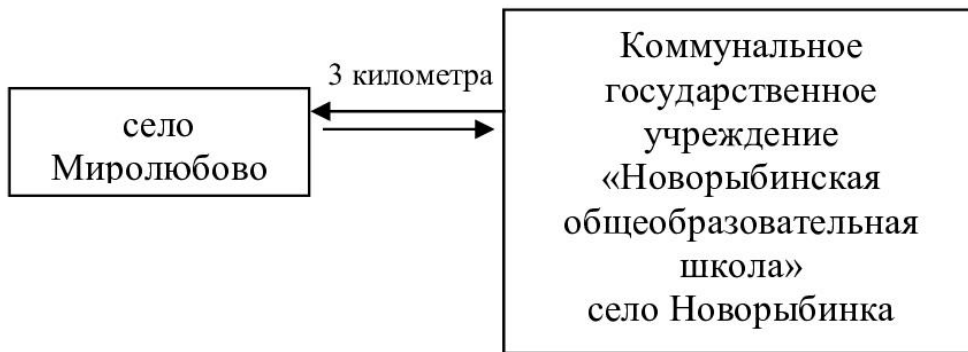 село
Миролюбово
3 километра
Коммунальное
государственное
учреждение
«Новорыбинская
общеобразовательная
школа»
село Новорыбинка